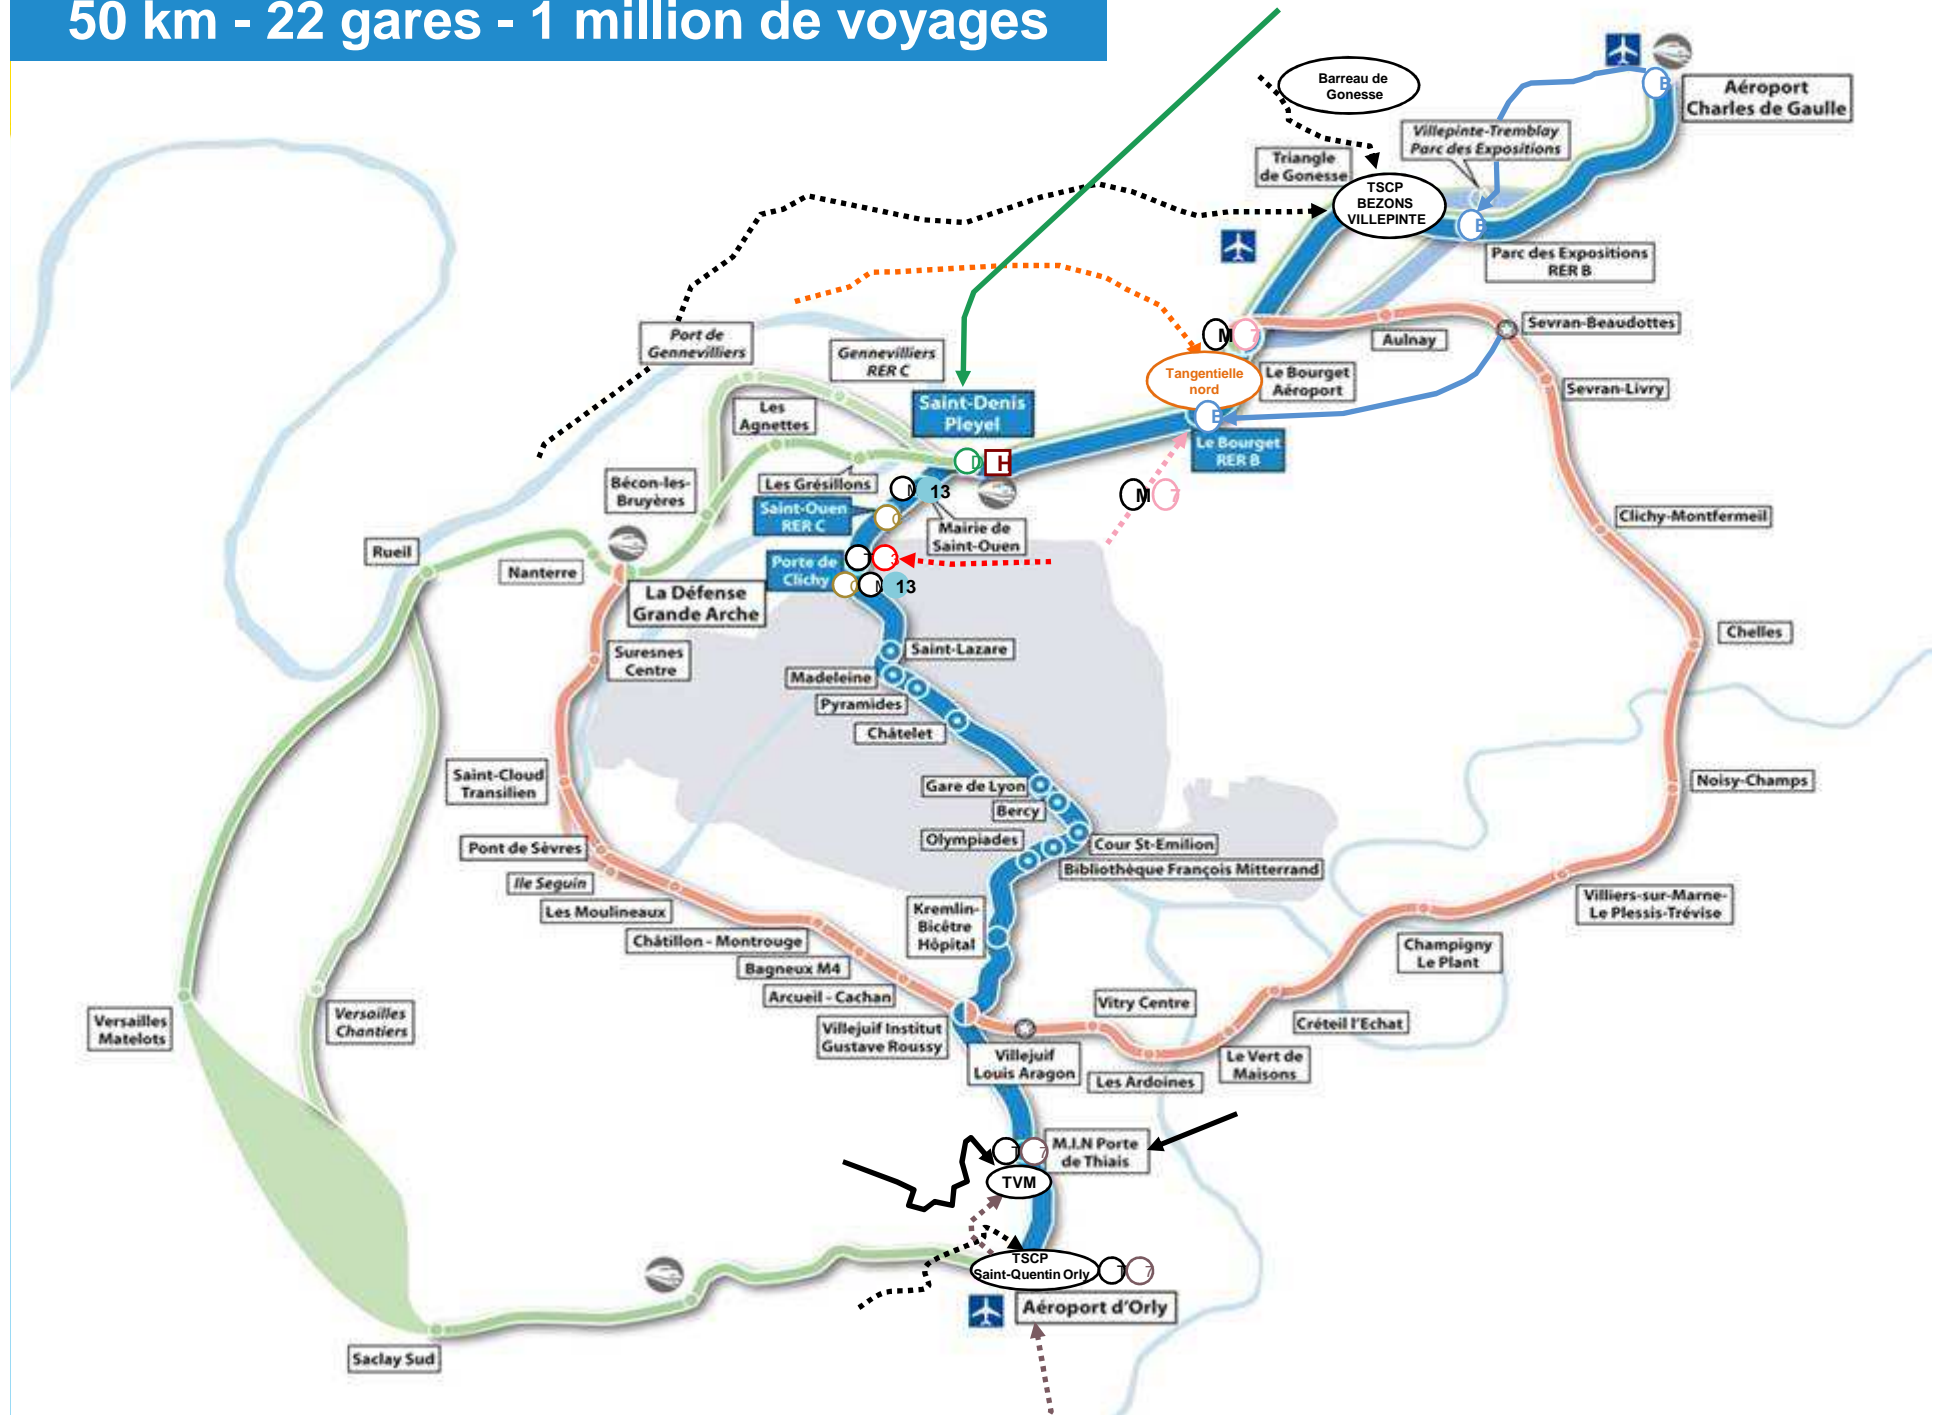 50 km - 22 gares - 1 million de voyages
Barreau de
Gonesse
Aéroport
Charles de Gaulle
B
Villepinte-Tremblay
Parc des Expositions
Triangle
de Gonesse
TSCP
BEZONS
VILLEPINTE
B
Parc des Expositions
RER B
Port de
Gennevilliers
Gennevilliers
RER C
M
7
Aulnay
Sevran-Beaudottes
Tangentielle
nord
Le Bourget
Aéroport
Sevran-Livry
Saint-Denis
Pleyel
Les
Agnettes
B
Le Bourget
RER B
D
H
Bécon-les-
Bruyères
Les Grésillons
M
13
M
7
Saint-Ouen
RER C
C
Mairie de
Saint-Ouen
Clichy-Montfermeil
Rueil
Nanterre
Porte de
Clichy
T
3
C
M
13
La Défense
Grande Arche
Suresnes
Centre
Saint-Lazare
Chelles
Madeleine
Pyramides
Châtelet
Saint-Cloud
Transilien
Gare de Lyon
Bercy
Noisy-Champs
Pont de Sèvres
Olympiades
Cour St-Emilion
Bibliothèque François Mitterrand
Ile Seguin
Les Moulineaux
Kremlin-
Bicêtre
Hôpital
Villiers-sur-Marne-
Le Plessis-Trévise
Châtillon - Montrouge
Champigny
Le Plant
Bagneux M4
Arcueil - Cachan
Vitry Centre
Versailles
Matelots
Versailles
Chantiers
Villejuif Institut
Gustave Roussy
Créteil l'Echat
Villejuif
Louis Aragon
Les Ardoines
Le Vert de
Maisons
T
7
M.I.N Porte
de Thiais
TVM
TSCP
Saint-Quentin Orly
T
7
Aéroport d'Orly
Saclay Sud